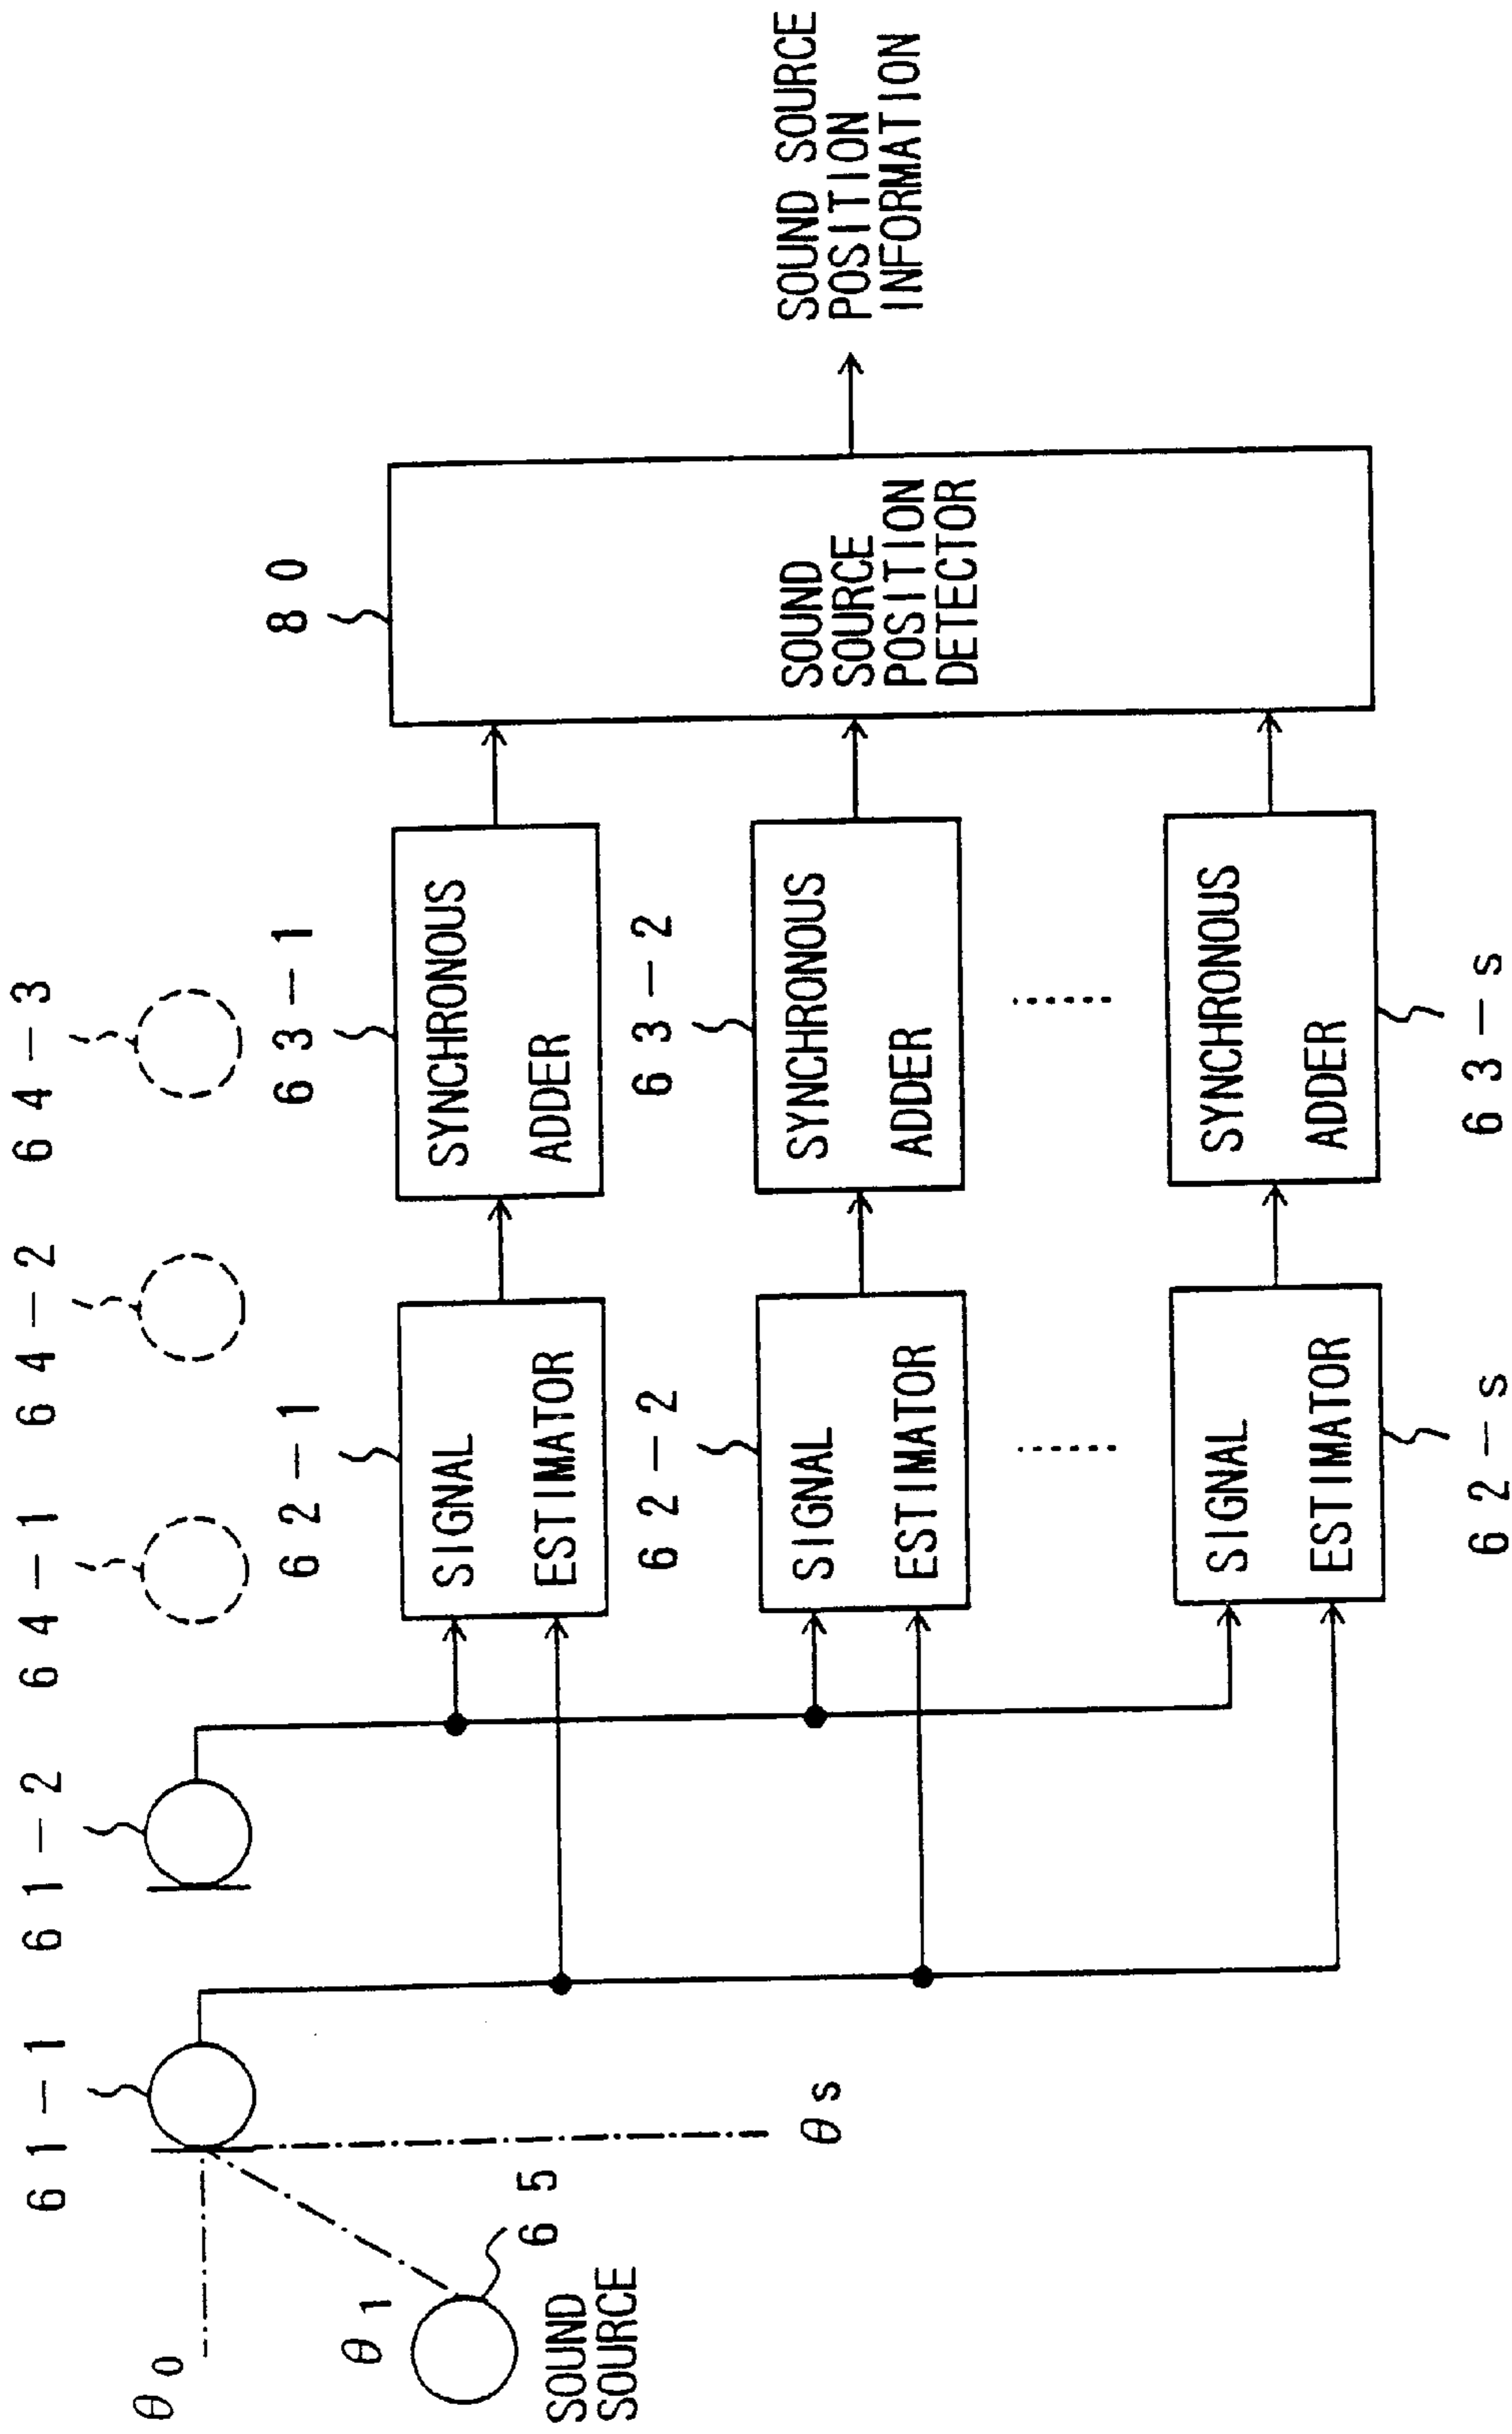 61-1
61-2
64-1
64-2
64-3
θ0
θ1
65
SOUND
SOURCE
θs
62-1
SIGNAL
ESTIMATOR
63-1
SYNCHRONOUS
ADDER
80
62-2
SIGNAL
ESTIMATOR
63-2
SYNCHRONOUS
ADDER
SOUND
SOURCE
POSITION
DETECTOR
SOUND SOURCE
POSITION
INFORMATION
SIGNAL
ESTIMATOR
62-s
SYNCHRONOUS
ADDER
63-s